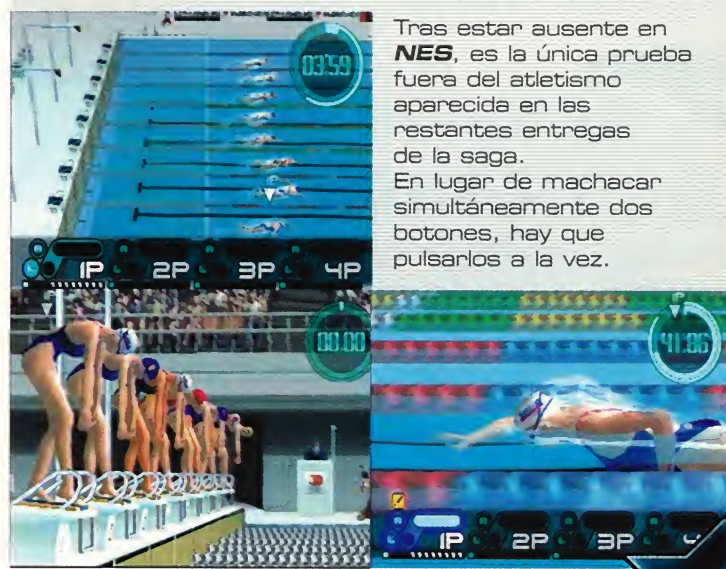 03:59
1P 2P 3P 4P
Tras estar ausente en
NES, es la única prueba
fuera del atletismo
aparecida en las
restantes entregas
de la saga.
En lugar de machacar
simultáneamente dos
botones, hay que
pulsarlos a la vez.
P
00.00
P
41:86
1P 2P 3P